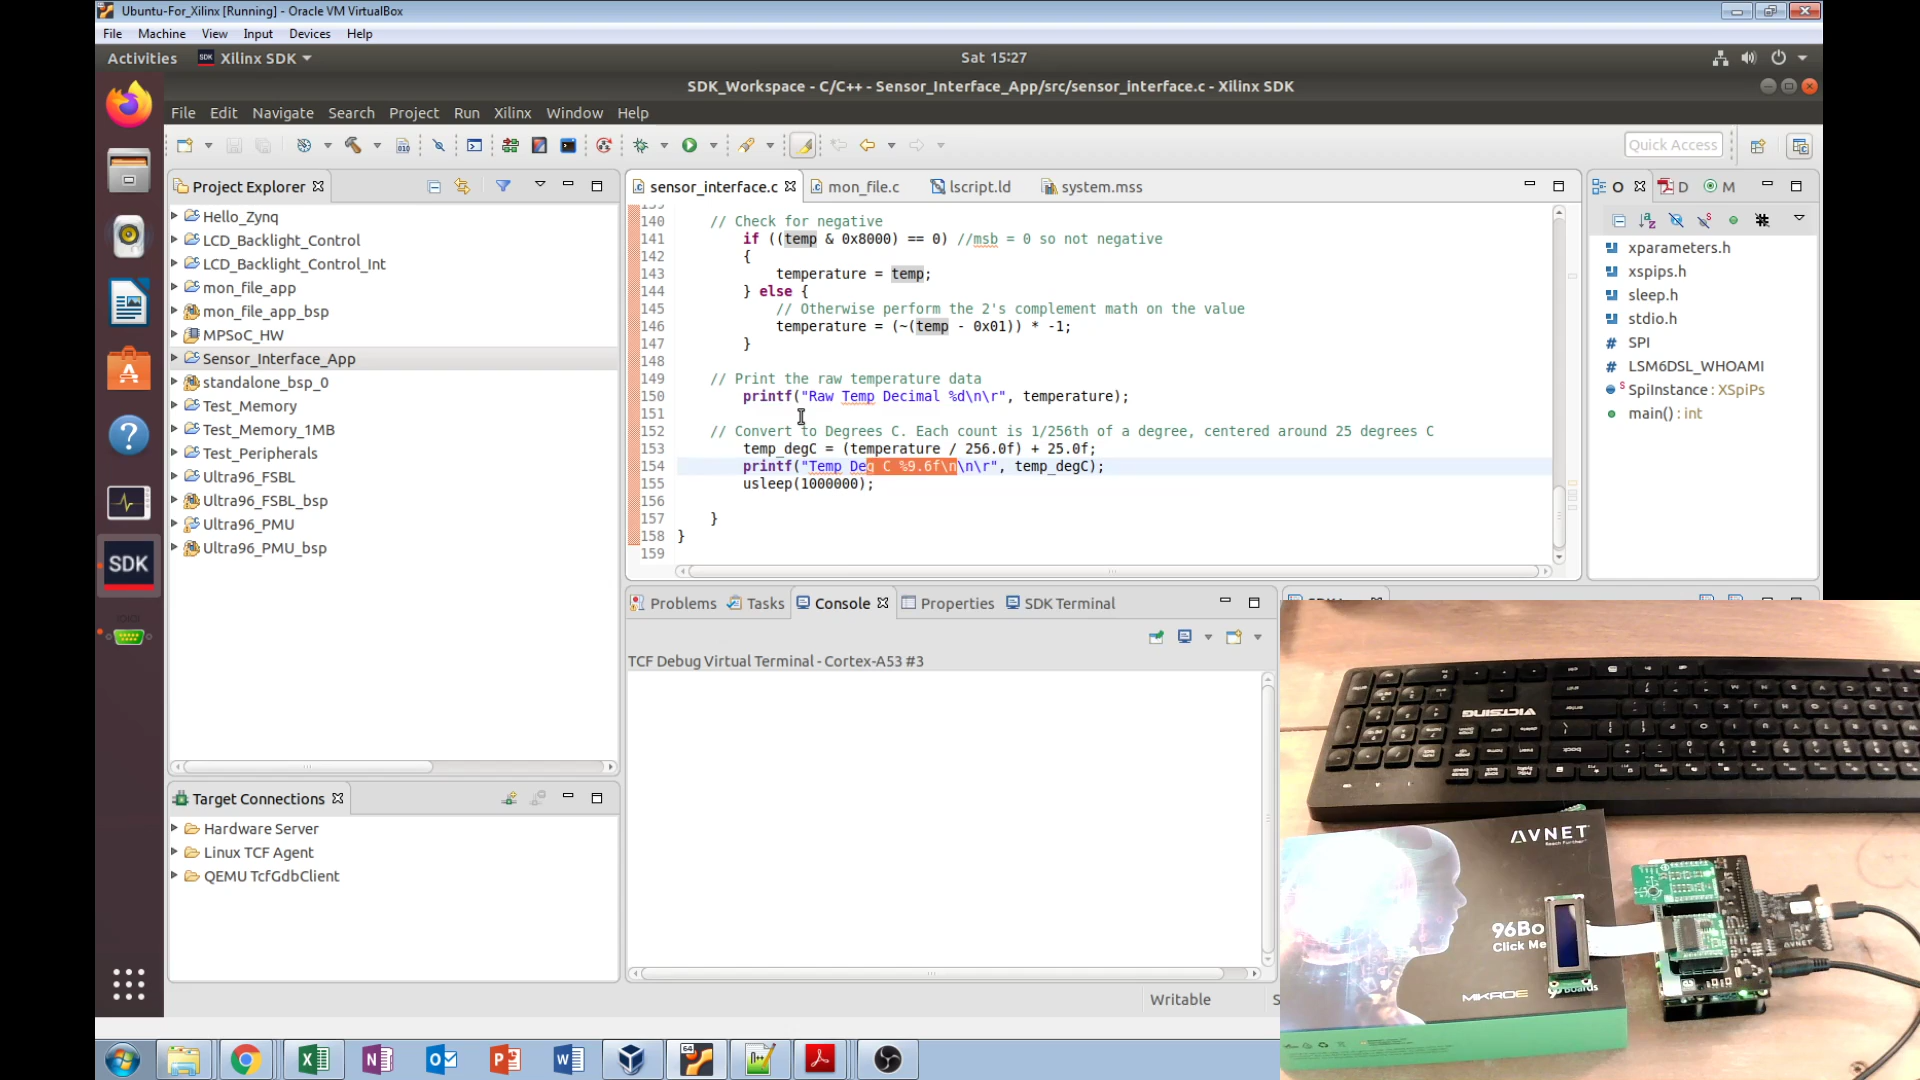 Ubuntu-For_Xilinx [Running] - Oracle VM VirtualBox
File Machine View Input Devices Help
Activities SDK Xilinx SDK Sat 15:27
SDK_Workspace - C/C++ - Sensor_Interface_App/src/sensor_interface.c - Xilinx SDK
File Edit Navigate Search Project Run Xilinx Window Help
Quick Access
Project Explorer
Hello_Zynq
LCD_Backlight_Control
LCD_Backlight_Control_Int
mon_file_app
mon_file_app_bsp
MPSoC_HW
Sensor_Interface_App
standalone_bsp_0
Test_Memory
Test_Memory_1MB
Test_Peripherals
Ultra96_FSBL
Ultra96_FSBL_bsp
Ultra96_PMU
Ultra96_PMU_bsp
sensor_interface.c mon_file.c lscript.ld system.mss
139
140 // Check for negative
141 if ((temp & 0x8000) == 0) //msb = 0 so not negative
142 {
143 temperature = temp;
144 } else {
145 // Otherwise perform the 2's complement math on the value
146 temperature = (~(temp - 0x01)) * -1;
147 }
148
149 // Print the raw temperature data
150 printf("Raw Temp Decimal %d\n\r", temperature);
151
152 // Convert to Degrees C. Each count is 1/256th of a degree, centered around 25 degrees C
153 temp_degC = (temperature / 256.0f) + 25.0f;
154 printf("Temp Deg C %9.6f\n\n\r", temp_degC);
155 usleep(1000000);
156
157 }
158 }
159
O D M
xparameters.h
xspips.h
sleep.h
stdio.h
# SPI
# LSM6DSL_WHOAMI
SpiInstance : XSpiPs
main() : int
Problems Tasks Console Properties SDK Terminal
TCF Debug Virtual Terminal - Cortex-A53 #3
Target Connections
Hardware Server
Linux TCF Agent
QEMU TcfGdbClient
SDK
Writable
VICTSING
AVNET
Reach Further
96Bo
Click Me
MIKROE
AVNET
64